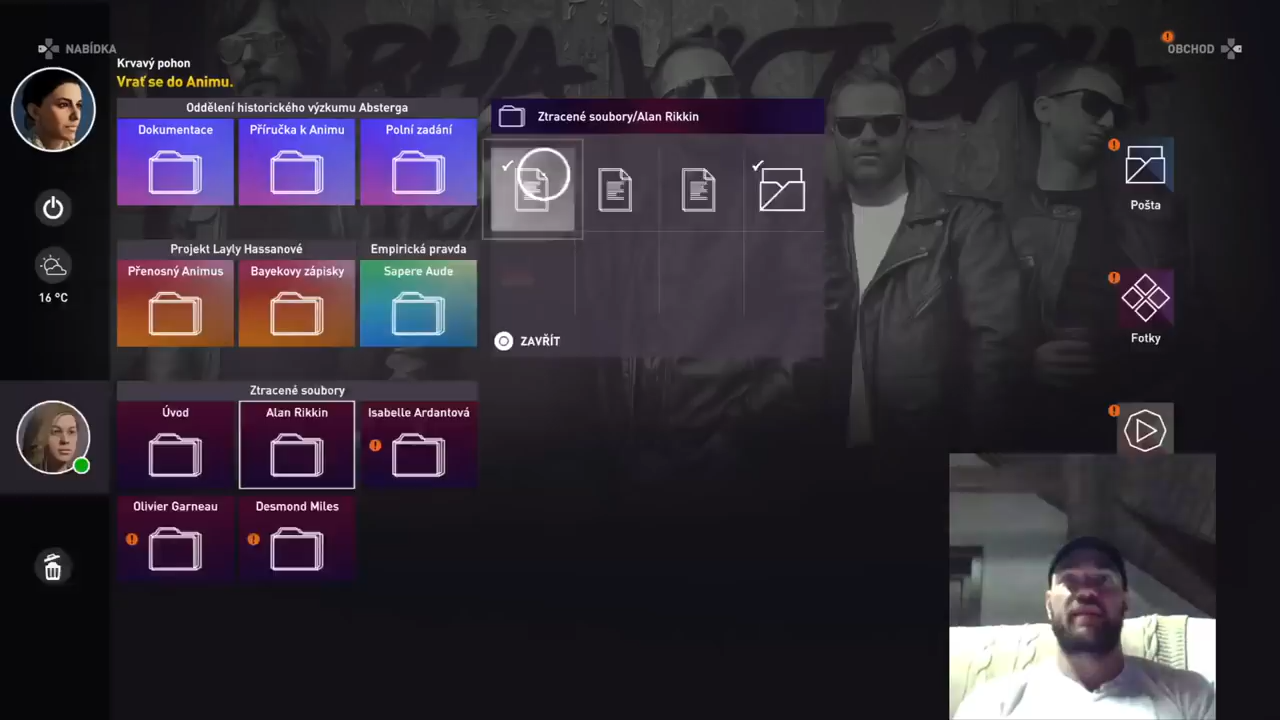 NABÍDKA
OBCHOD
Krvavý pohon
Vrať se do Animu.
Oddělení historického výzkumu Absterga
Dokumentace
Příručka k Animu
Polní zadání
Ztracené soubory/Alan Rikkin
Pošta
Projekt Layly Hassanové
Empirická pravda
Přenosný Animus
Bayekovy zápisky
Sapere Aude
16 °C
Fotky
ZAVŘÍT
Ztracené soubory
Úvod
Alan Rikkin
Isabelle Ardantová
Olivier Garneau
Desmond Miles